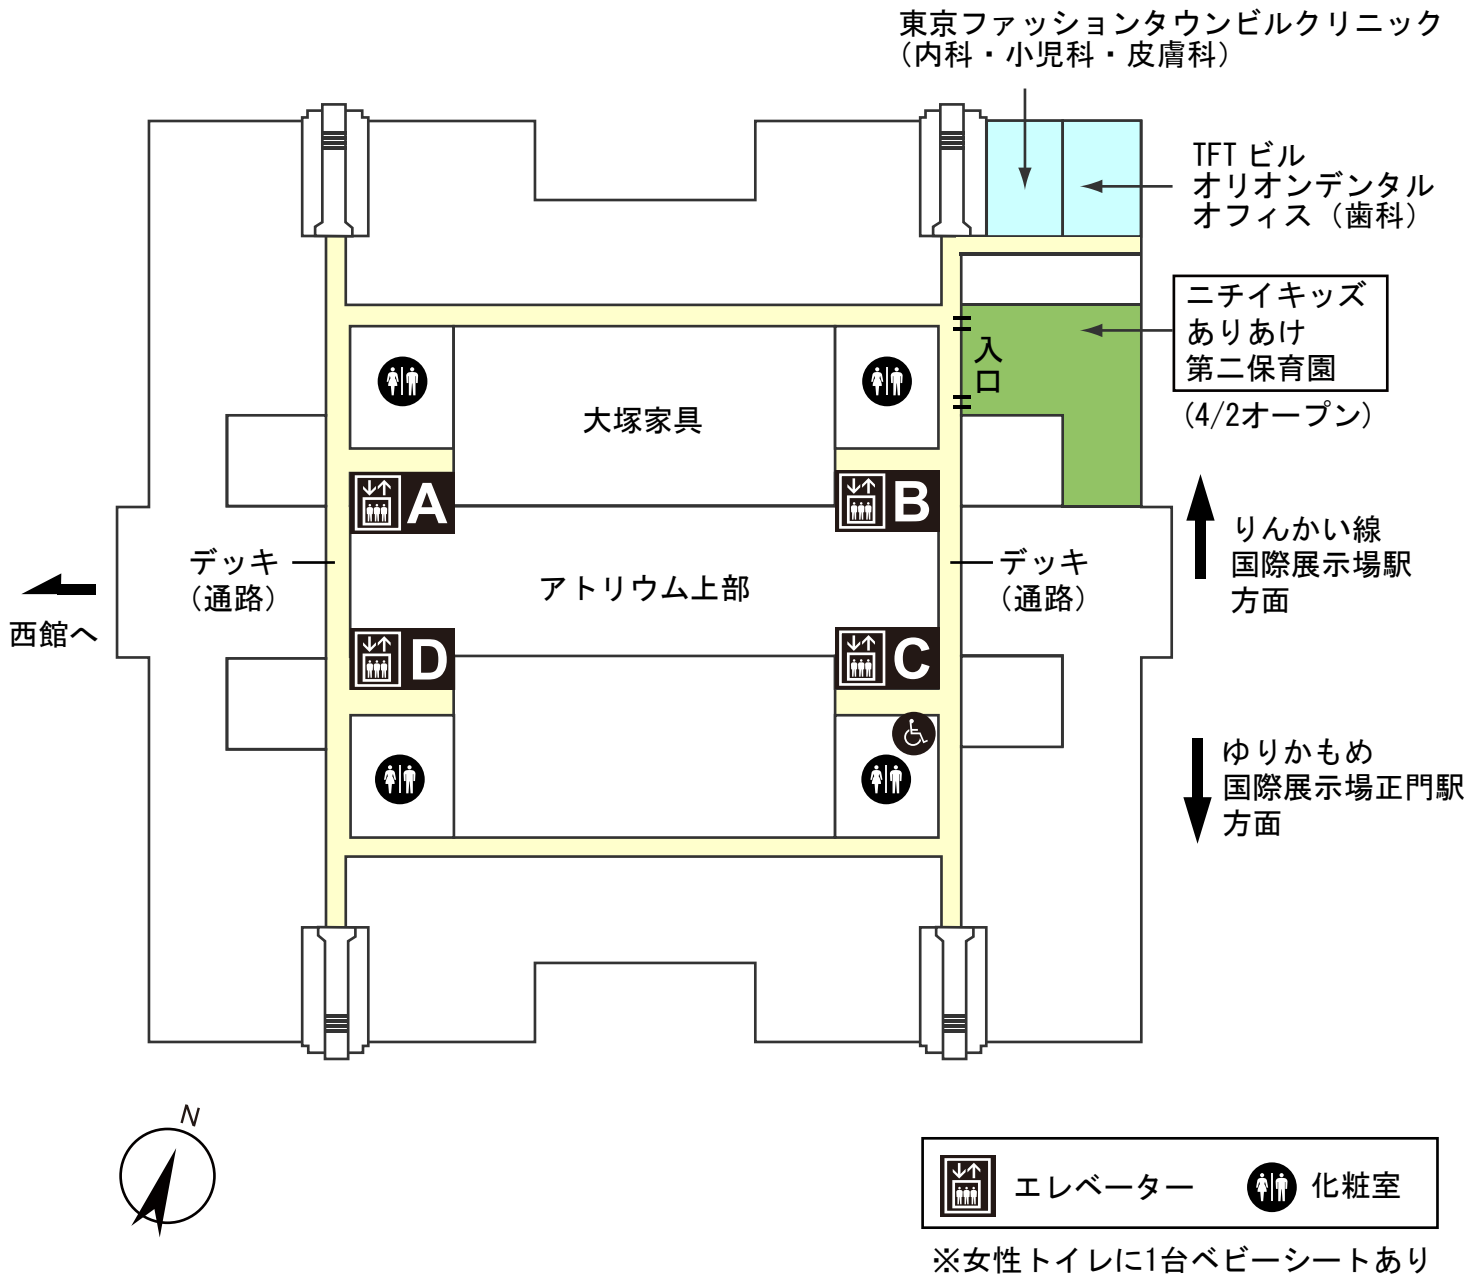 東京ファッションタウンビルクリニック
（内科・小児科・皮膚科）
TFT ビル
オリオンデンタル
オフィス（歯科）
ニチイキッズ
ありあけ
第二保育園
(4/2オープン)
入口
大塚家具
A
B
デッキ
（通路）
アトリウム上部
デッキ
（通路）
りんかい線
国際展示場駅
方面
西館へ
D
C
ゆりかもめ
国際展示場正門駅
方面
N
エレベーター
化粧室
※女性トイレに1台ベビーシートあり